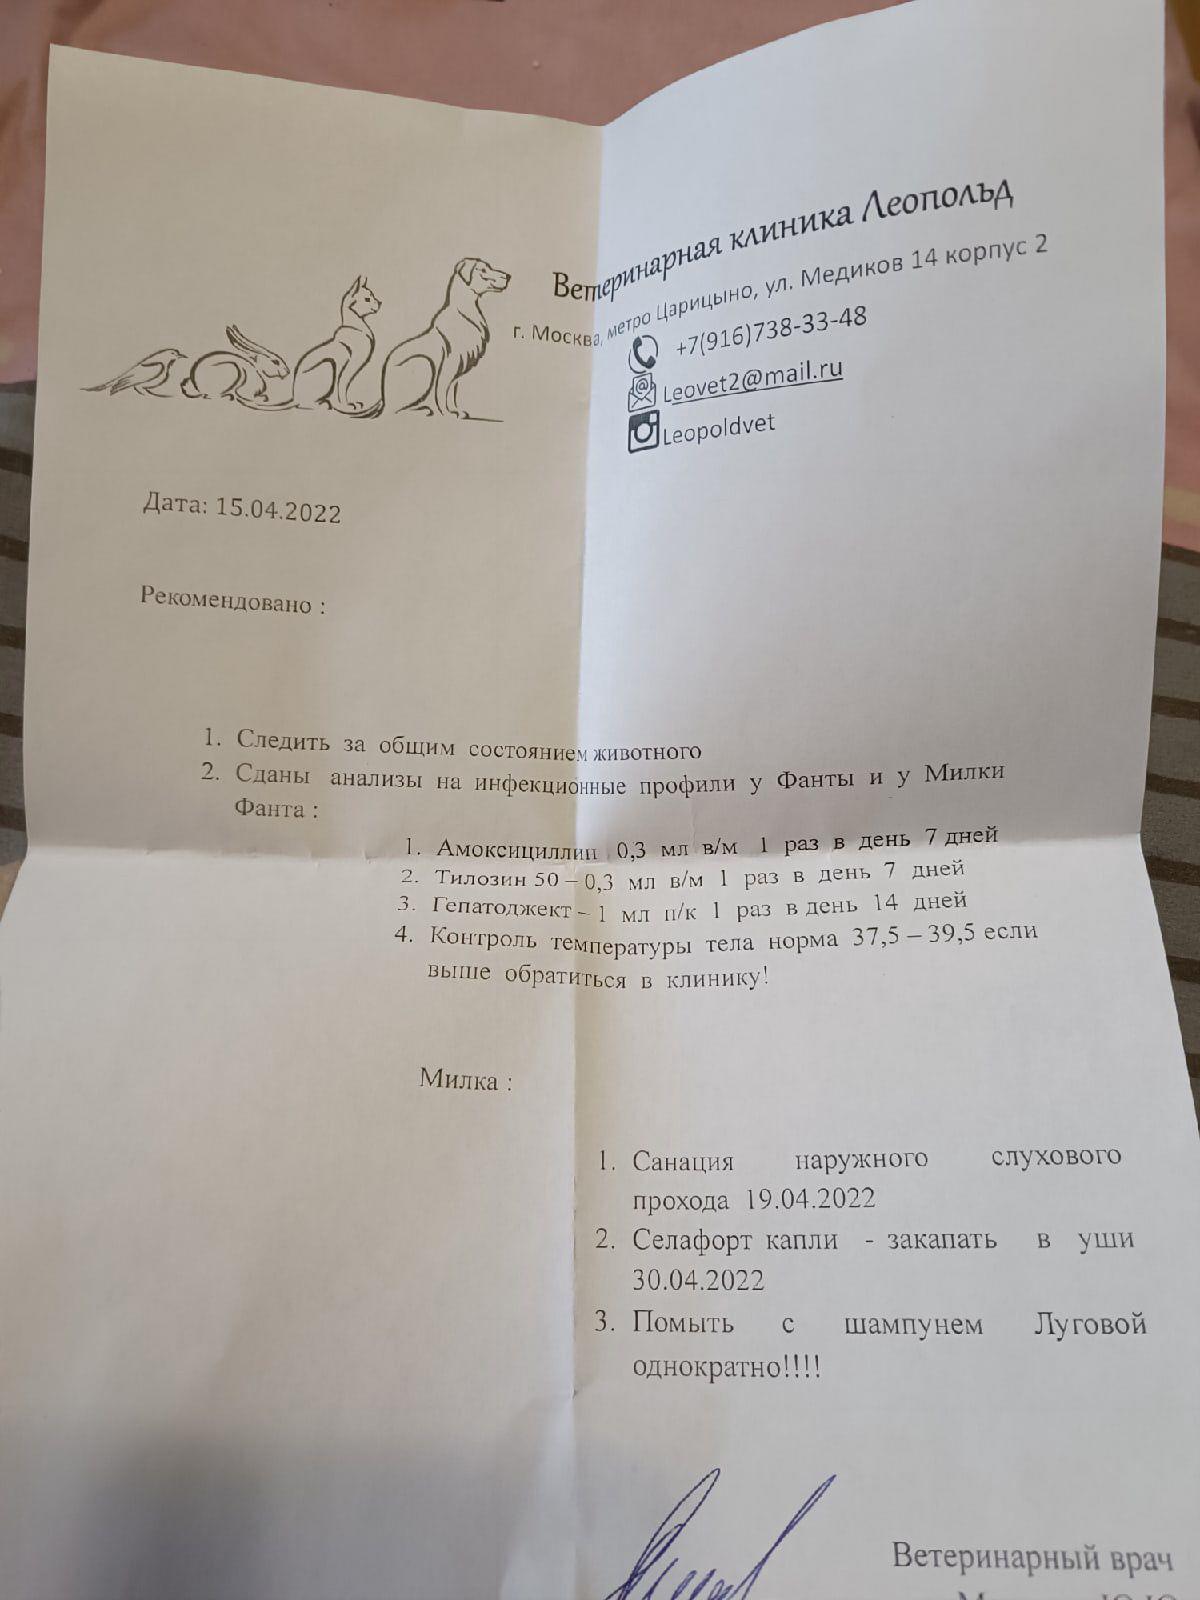 Ветеринарная клиника Леопольд
г. Москва, метро Царицыно, ул. Медиков 14 корпус 2
+7(916)738-33-48
Leovet2@mail.ru
Leopoldvet
Дата: 15.04.2022
Рекомендовано :
1. Следить за общим состоянием животного
2. Сданы анализы на инфекционные профили у Фанты и у Милки
Фанта :
1. Амоксициллин 0,3 мл в/м 1 раз в день 7 дней
2. Тилозин 50 – 0,3 мл в/м 1 раз в день 7 дней
3. Гепатоджект – 1 мл п/к 1 раз в день 14 дней
4. Контроль температуры тела норма 37,5 – 39,5 если
выше обратиться в клинику!
Милка :
1. Санация наружного слухового
прохода 19.04.2022
2. Селафорт капли - закапать в уши
30.04.2022
3. Помыть с шампунем Луговой
однократно!!!!
Ветеринарный врач